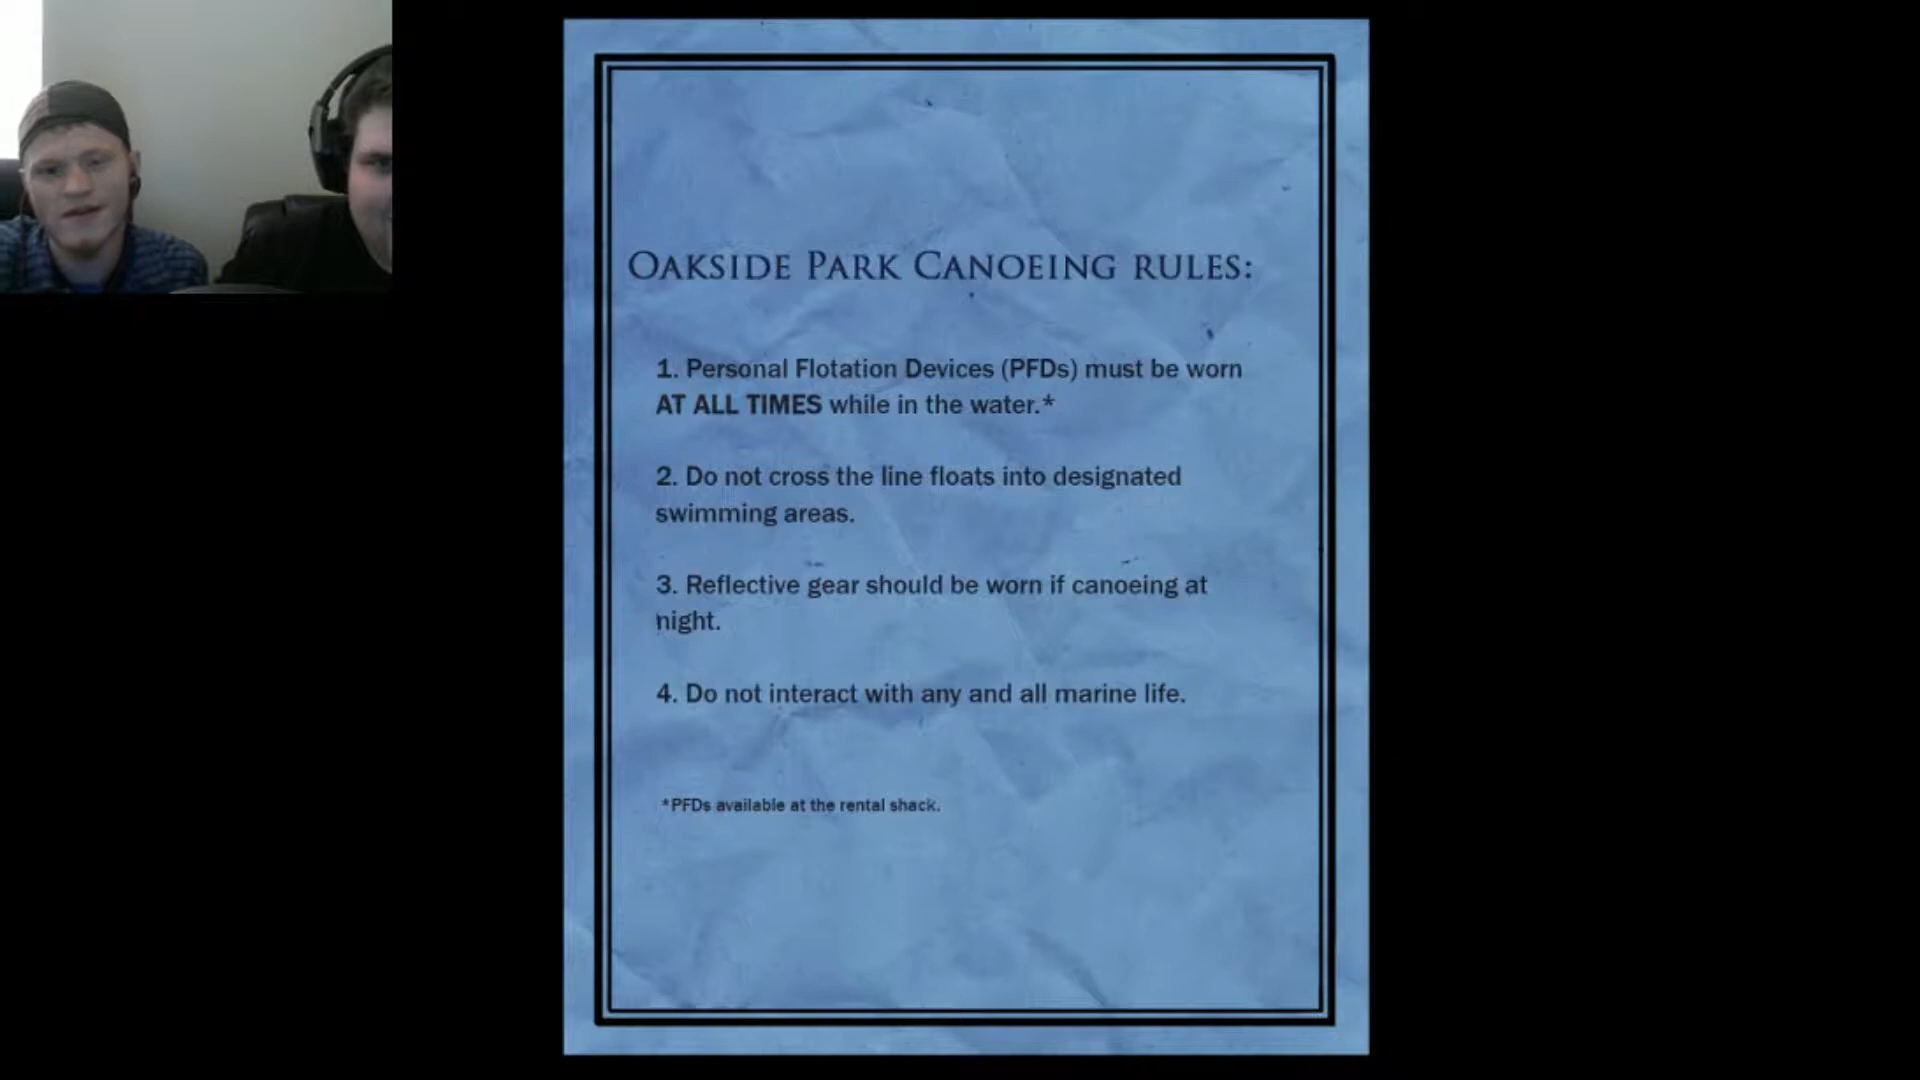 OAKSIDE PARK CANOEING RULES:
1. Personal Flotation Devices (PFDs) must be worn
AT ALL TIMES while in the water.*
2. Do not cross the line floats into designated
swimming areas.
3. Reflective gear should be worn if canoeing at
night.
4. Do not interact with any and all marine life.
*PFDs available at the rental shack.